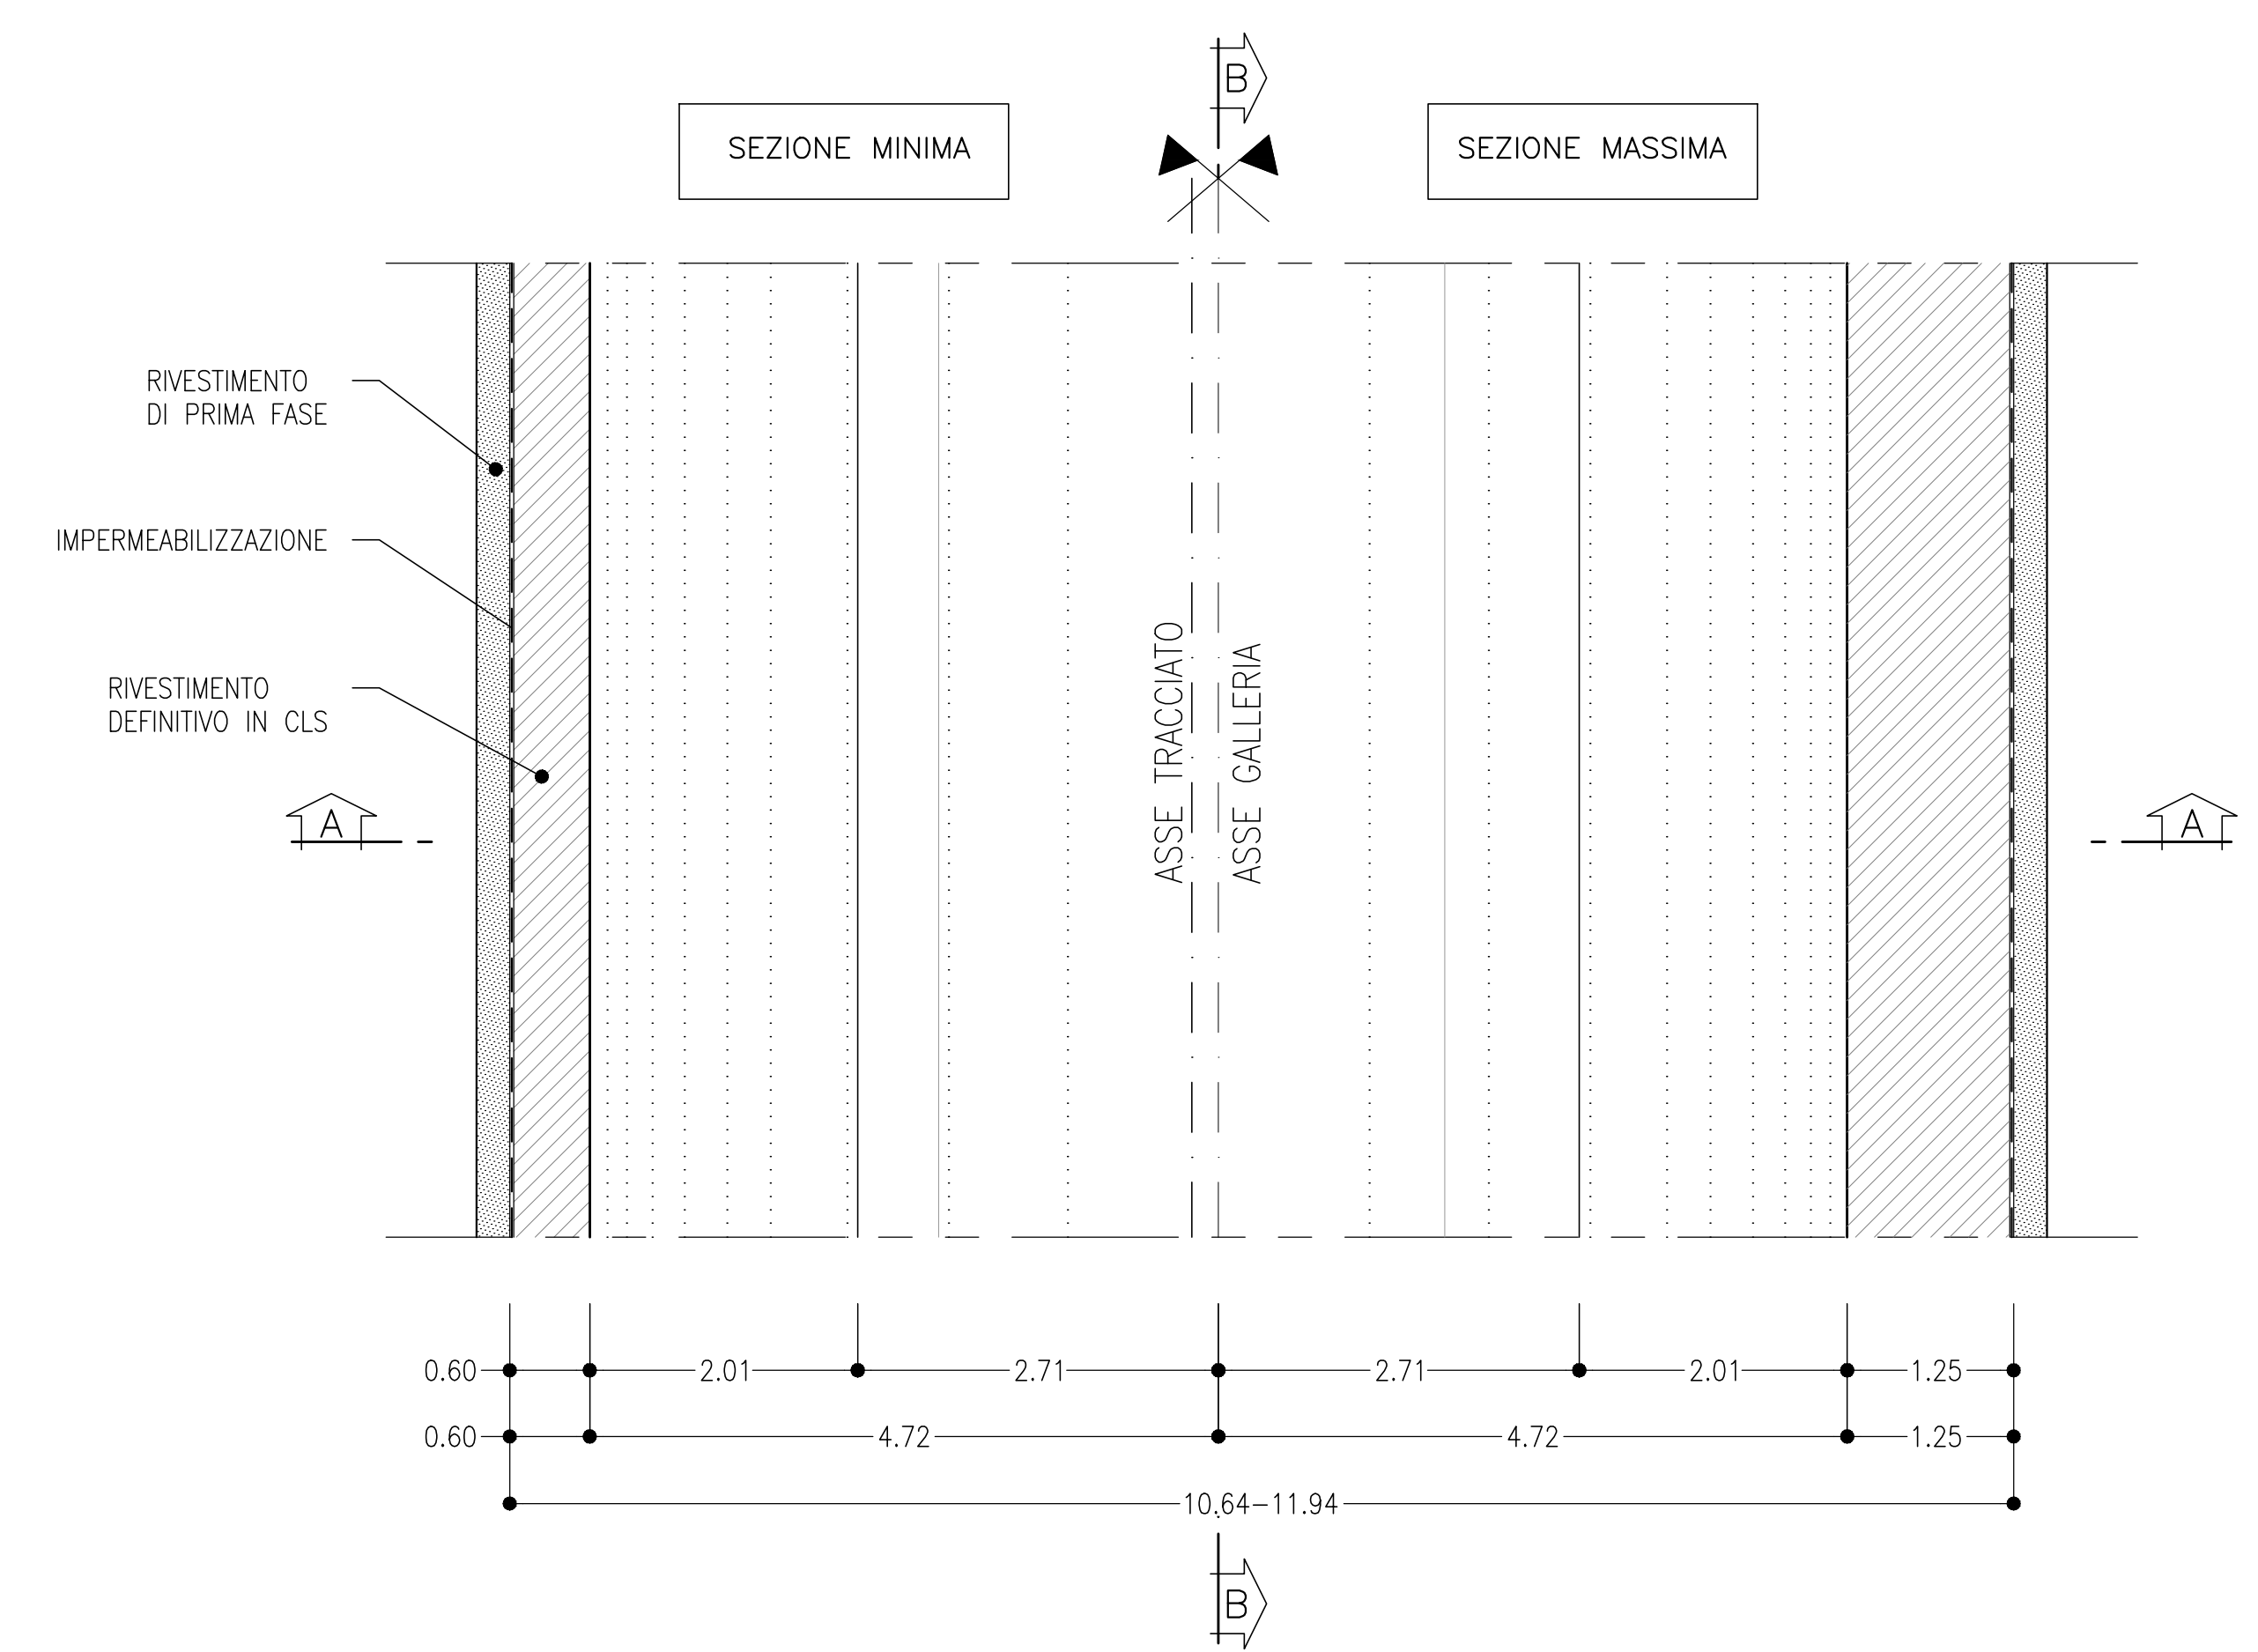 B
SEZIONE MINIMA
SEZIONE MASSIMA
RIVESTIMENTO
DI PRIMA FASE
IMPERMEABILIZZAZIONE
RIVESTIMENTO
DEFINITIVO IN CLS
ASSE TRACCIATO
ASSE GALLERIA
A
A
0.60 2.01 2.71 2.71 2.01 1.25
0.60 4.72 4.72 1.25
10.64-11.94
B